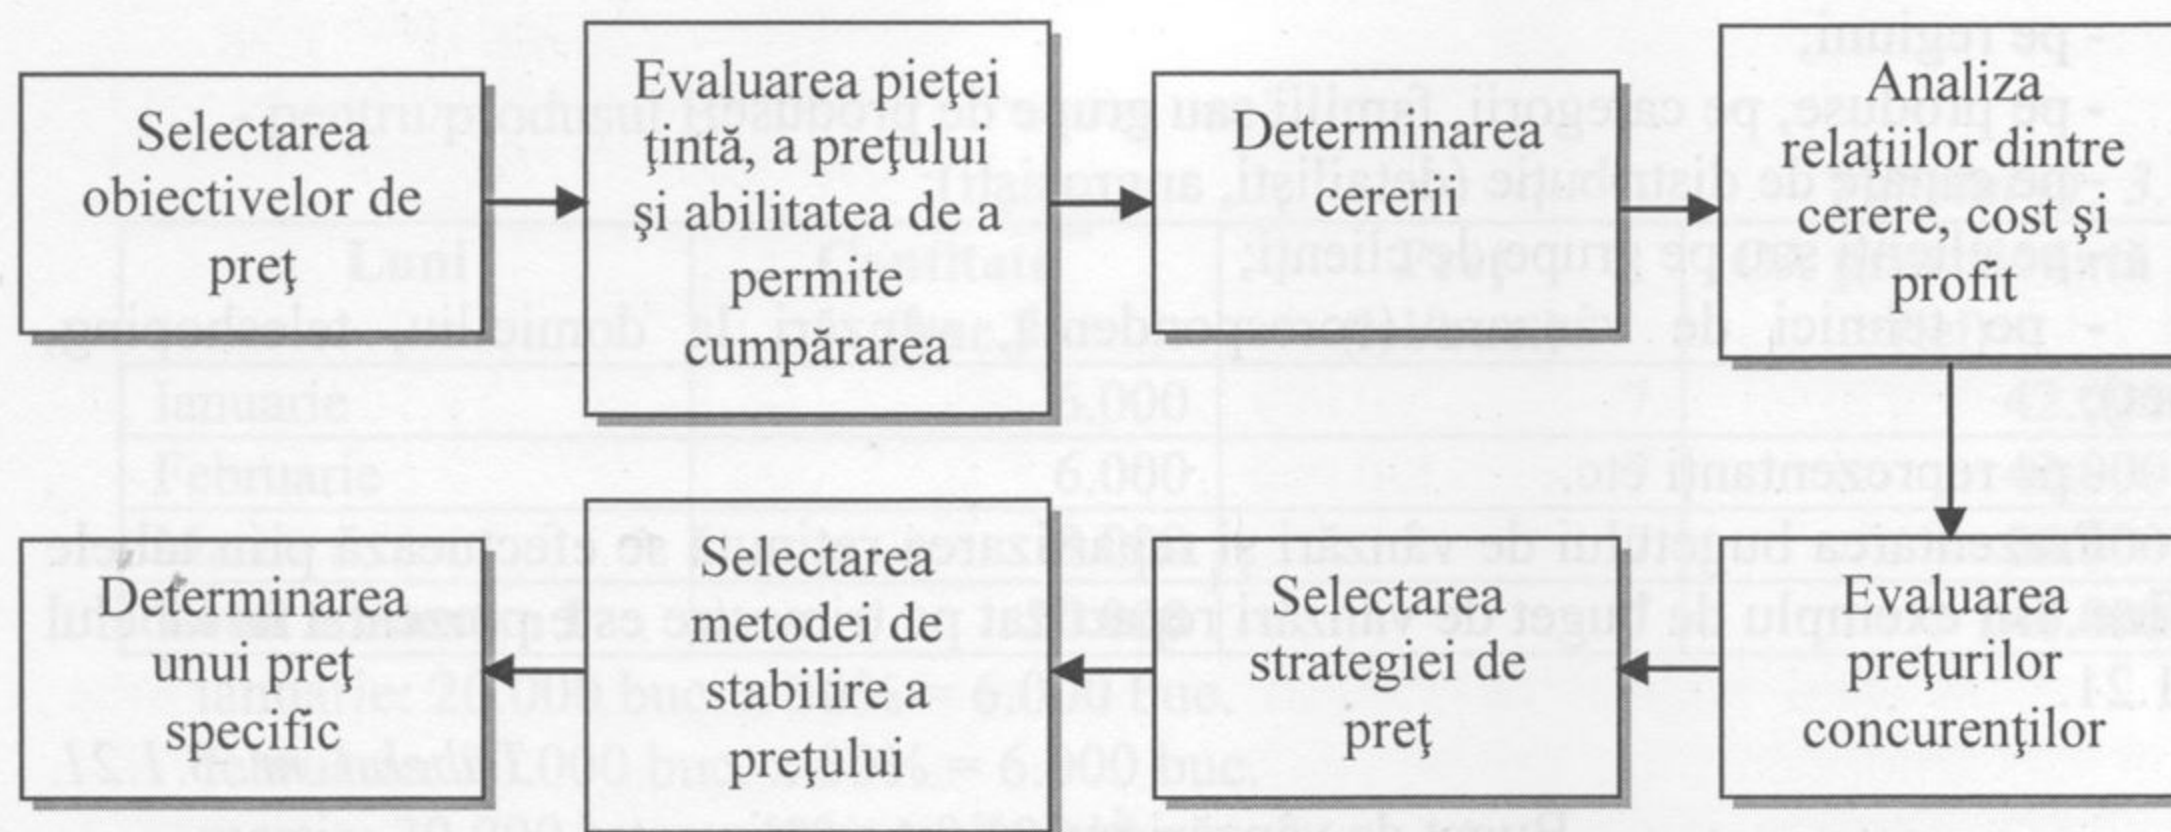 Selectarea
obiectivelor de
preţ
Evaluarea pieţei
ţintă, a preţului
şi abilitatea de a
permite
cumpărarea
Determinarea
cererii
Analiza
relaţiilor dintre
cerere, cost şi
profit
Evaluarea
preţurilor
concurenţilor
Selectarea
strategiei de
preţ
Selectarea
metodei de
stabilire a
preţului
Determinarea
unui preţ
specific